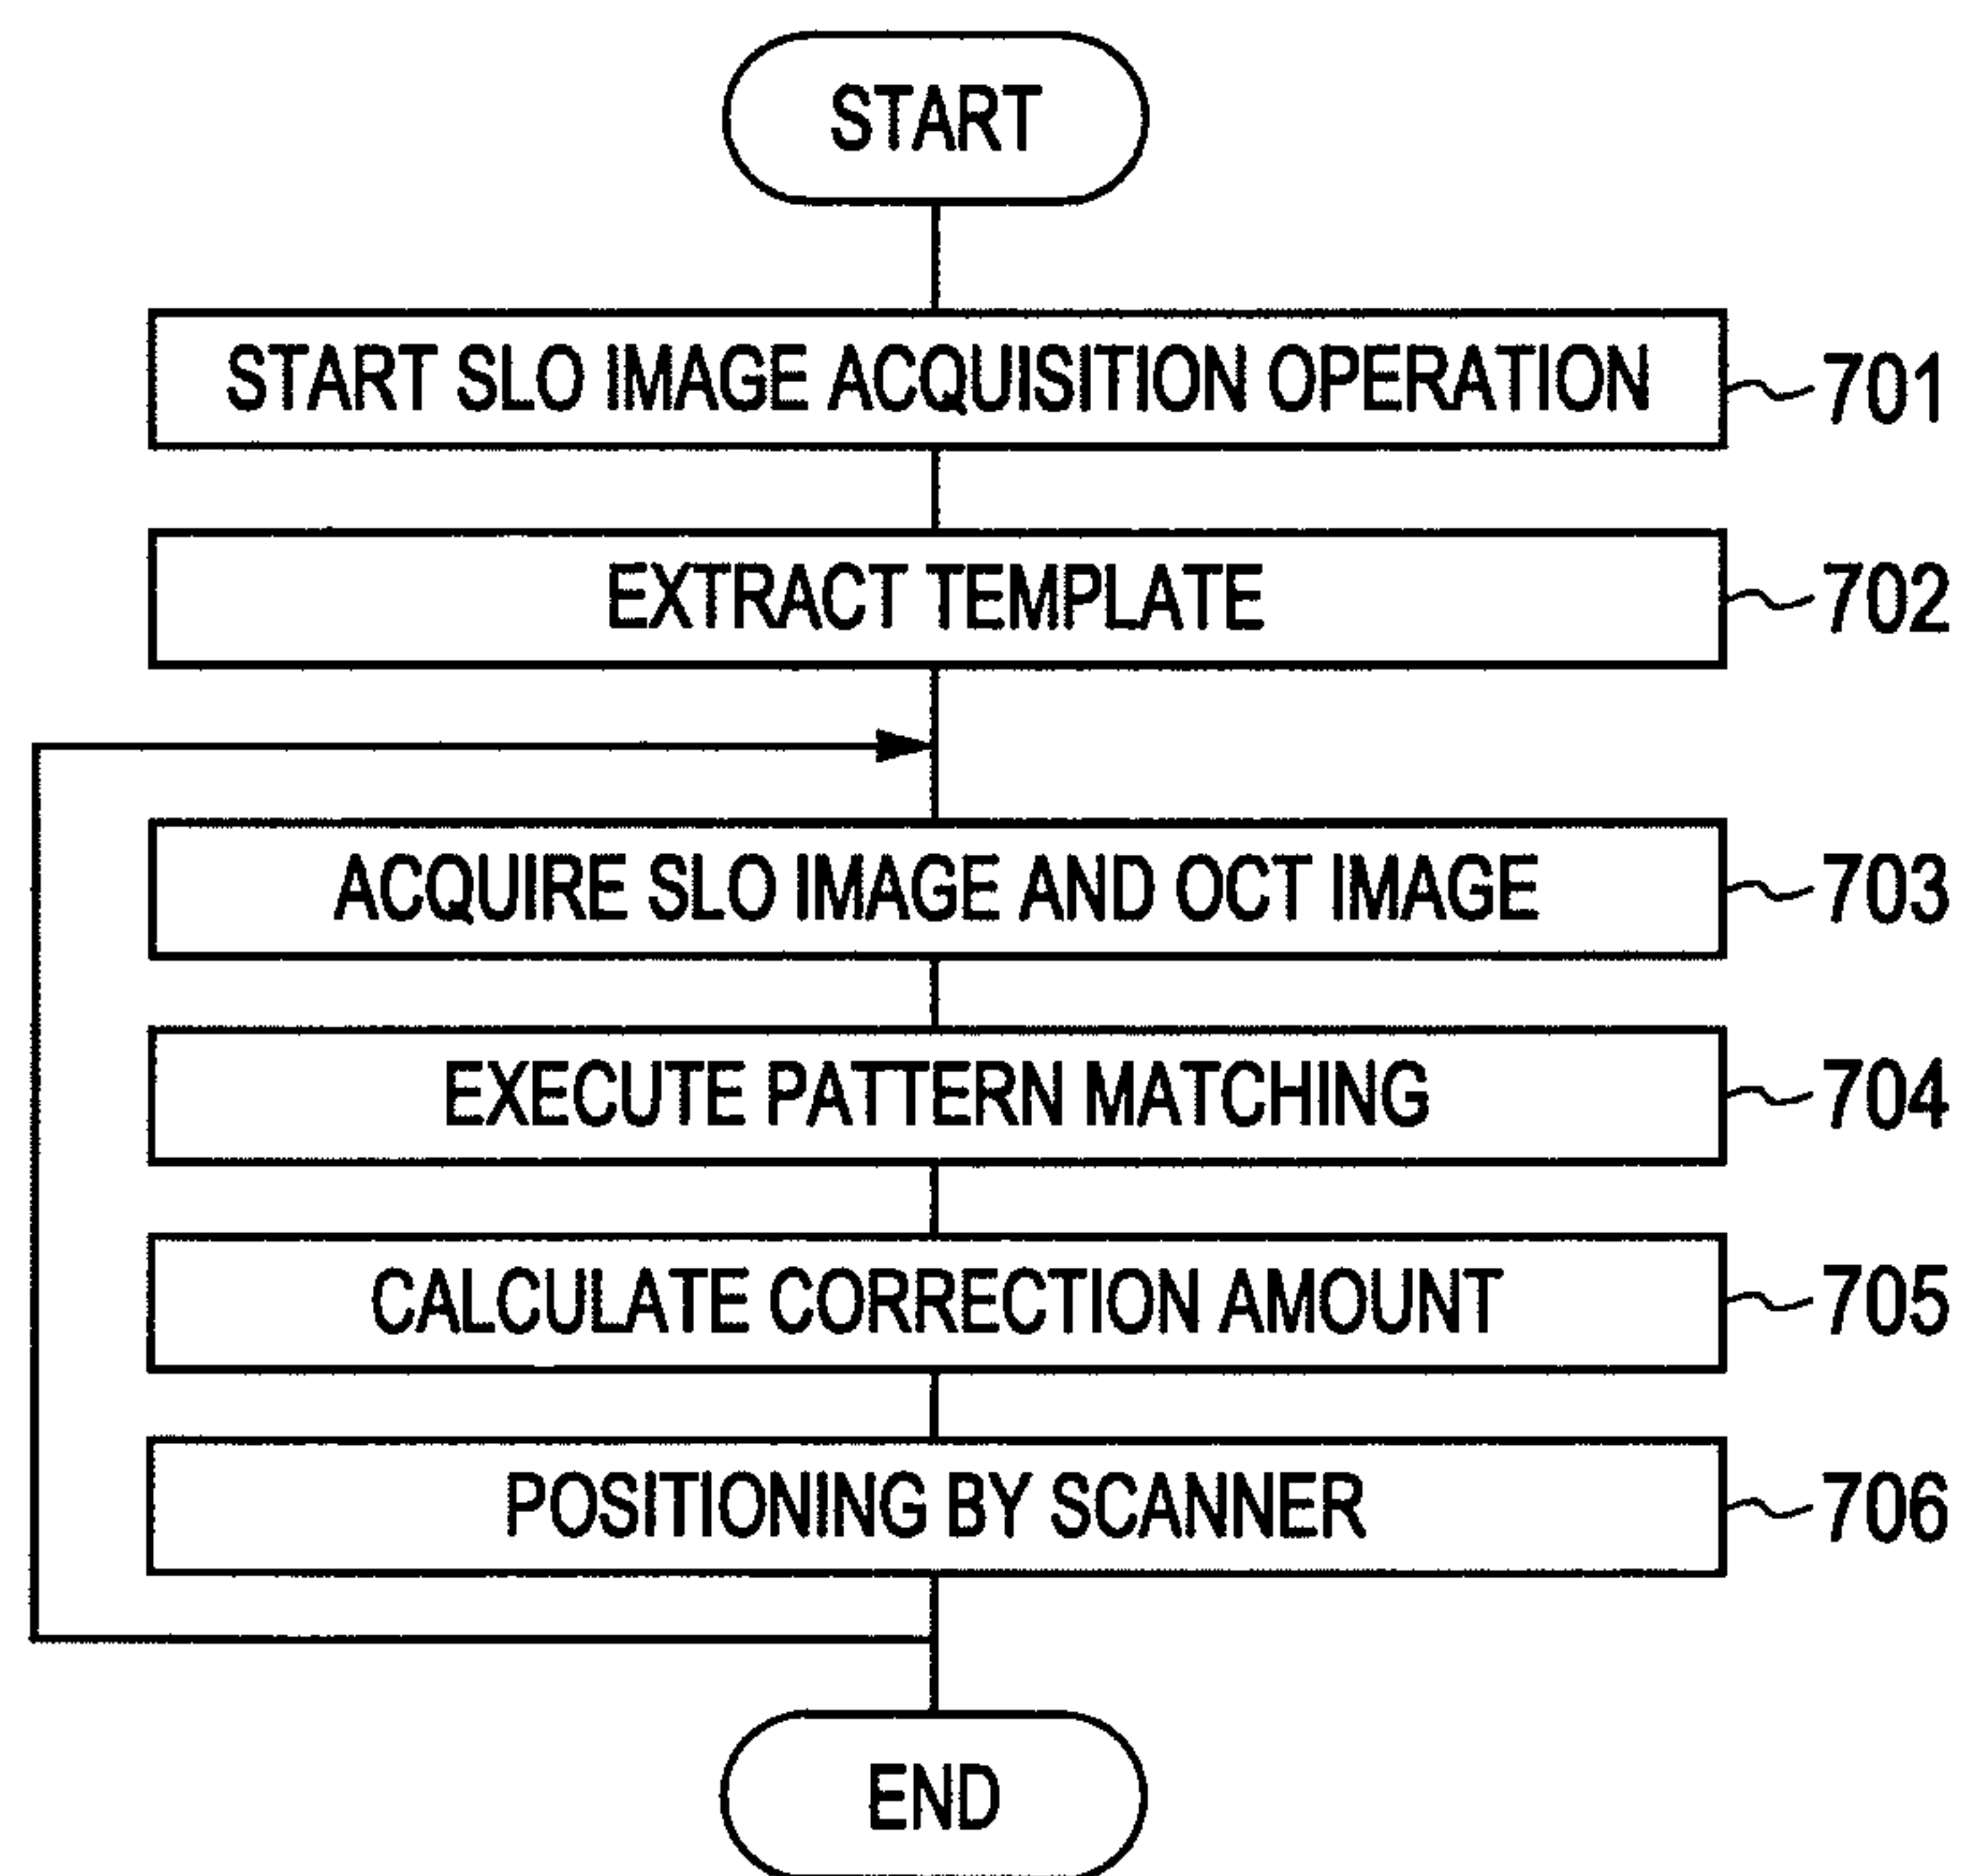 START
START SLO IMAGE ACQUISITION OPERATION 701
EXTRACT TEMPLATE 702
ACQUIRE SLO IMAGE AND OCT IMAGE 703
EXECUTE PATTERN MATCHING 704
CALCULATE CORRECTION AMOUNT 705
POSITIONING BY SCANNER 706
END